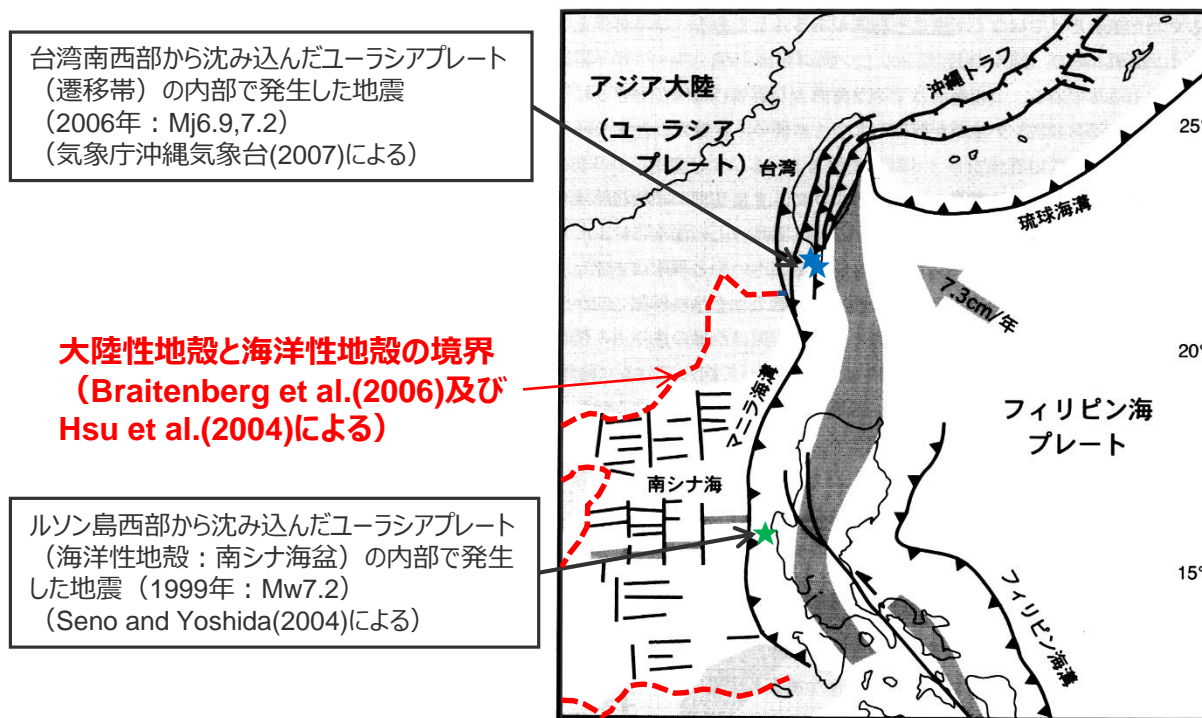 台湾南西部から沈み込んだユーラシアプレート
（遷移帯）の内部で発生した地震
（2006年：Mj6.9,7.2）
（気象庁沖縄気象台(2007)による）
大陸性地殻と海洋性地殻の境界
（Braitenberg et al.(2006)及び
Hsu et al.(2004)による）
ルソン島西部から沈み込んだユーラシアプレート
（海洋性地殻：南シナ海盆）の内部で発生
した地震（1999年：Mw7.2）
（Seno and Yoshida(2004)による）
アジア大陸
（ユーラシア
プレート）
台湾
沖縄トラフ
25°
琉球海溝
7.3cm/年
20°
マニラ海溝
フィリピン海
プレート
南シナ海
15°
フィリピン海溝